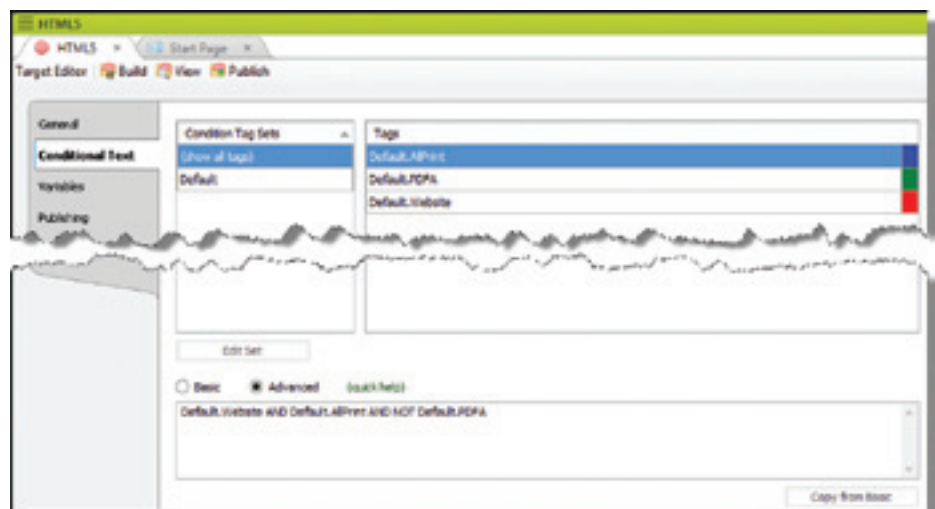 HTML5
HTML5 × Start Page ×
Target Editor Build View Publish
General
Conditional Text
Variables
Publishing
Condition Tag Sets
(show all tags)
Default
Tags
Default.AllPrint
Default.PDFA
Default.Website
Edit Set
Basic Advanced (quick help)
Default.Website AND Default.AllPrint AND NOT Default.PDFA
Copy from Basic